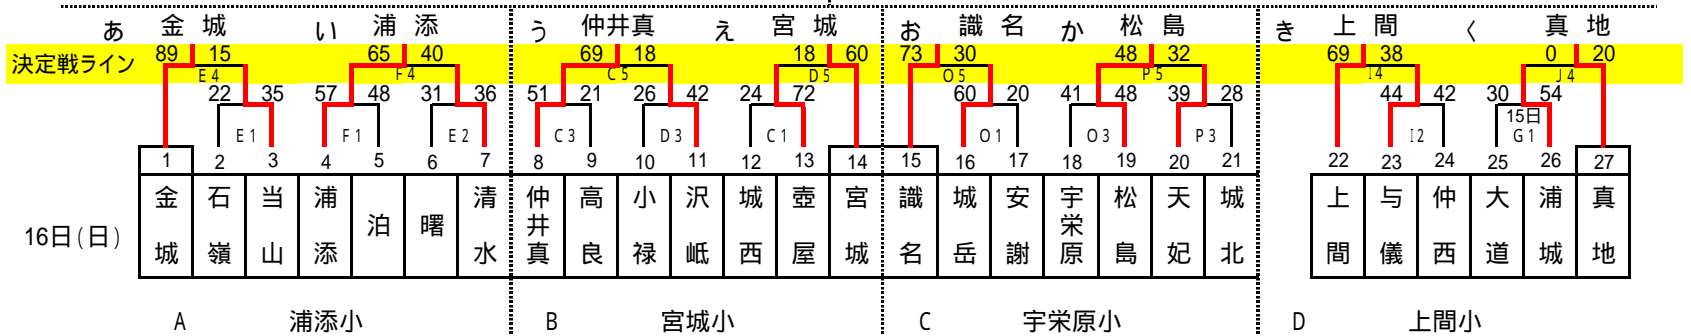 あ 金城 い 浦添 う 仲井真 え 宮城 お 識名 か 松島 き 上間 く 真地
決定戦ライン 89 15 65 40 69 18 18 60 73 30 48 32 69 38 0 20
E4 F4 C5 D5 O5 P5 I4 J4
22 35 57 48 31 36 51 21 26 42 24 72 60 20 41 48 39 28 44 42 30 54
15日
E1 F1 E2 C3 D3 C1 O1 O3 P3 I2 G1
1 2 3 4 5 6 7 8 9 10 11 12 13 14 15 16 17 18 19 20 21 22 23 24 25 26 27
16日(日) 金城 石嶺 当山 浦添 泊 曙 清水 仲井真 高良 小禄 沢岻 城西 壺屋 宮城 識名 城岳 安謝 宇栄原 松島 天妃 城北 上間 与儀 仲西 大道 浦城 真地
A 浦添小 B 宮城小 C 宇栄原小 D 上間小